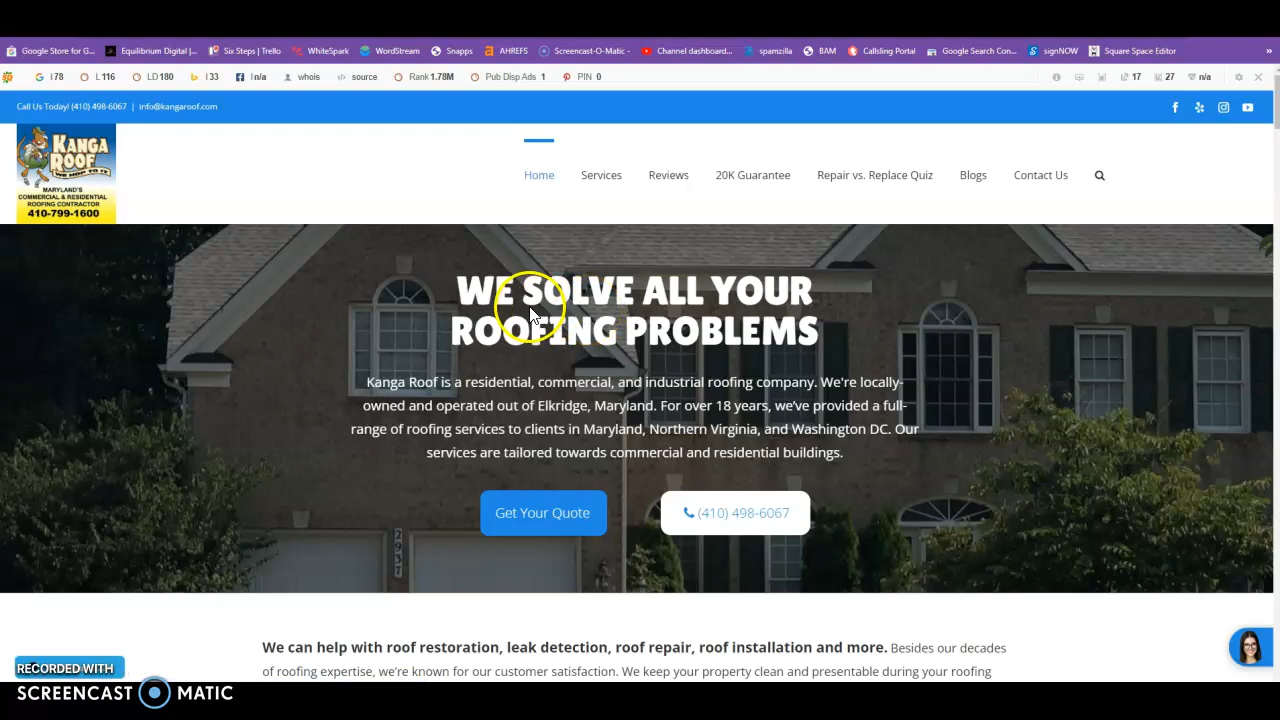 Google Store for G... Equilibrium Digital |... Six Steps | Trello WhiteSpark WordStream Snapps AHREFS Screencast-O-Matic - Channel dashboard... spamzilla BAM Callsling Portal Google Search Con... signNOW Square Space Editor »
I 78 L 116 LD 180 I 33 I n/a whois source Rank 1.78M Pub Disp Ads 1 PIN 0 17 27 n/a
Call Us Today! (410) 498-6067 | info@kangaroof.com
KANGA
ROOF
WE HOP TO IT
MARYLAND'S
COMMERCIAL & RESIDENTIAL
ROOFING CONTRACTOR
410-799-1600
Home Services Reviews 20K Guarantee Repair vs. Replace Quiz Blogs Contact Us
WE SOLVE ALL YOUR
ROOFING PROBLEMS
Kanga Roof is a residential, commercial, and industrial roofing company. We're locally-
owned and operated out of Elkridge, Maryland. For over 18 years, we've provided a full-
range of roofing services to clients in Maryland, Northern Virginia, and Washington DC. Our
services are tailored towards commercial and residential buildings.
Get Your Quote (410) 498-6067
2937
We can help with roof restoration, leak detection, roof repair, roof installation and more. Besides our decades
of roofing expertise, we're known for our customer satisfaction. We keep your property clean and presentable during your roofing
RECORDED WITH
SCREENCAST MATIC